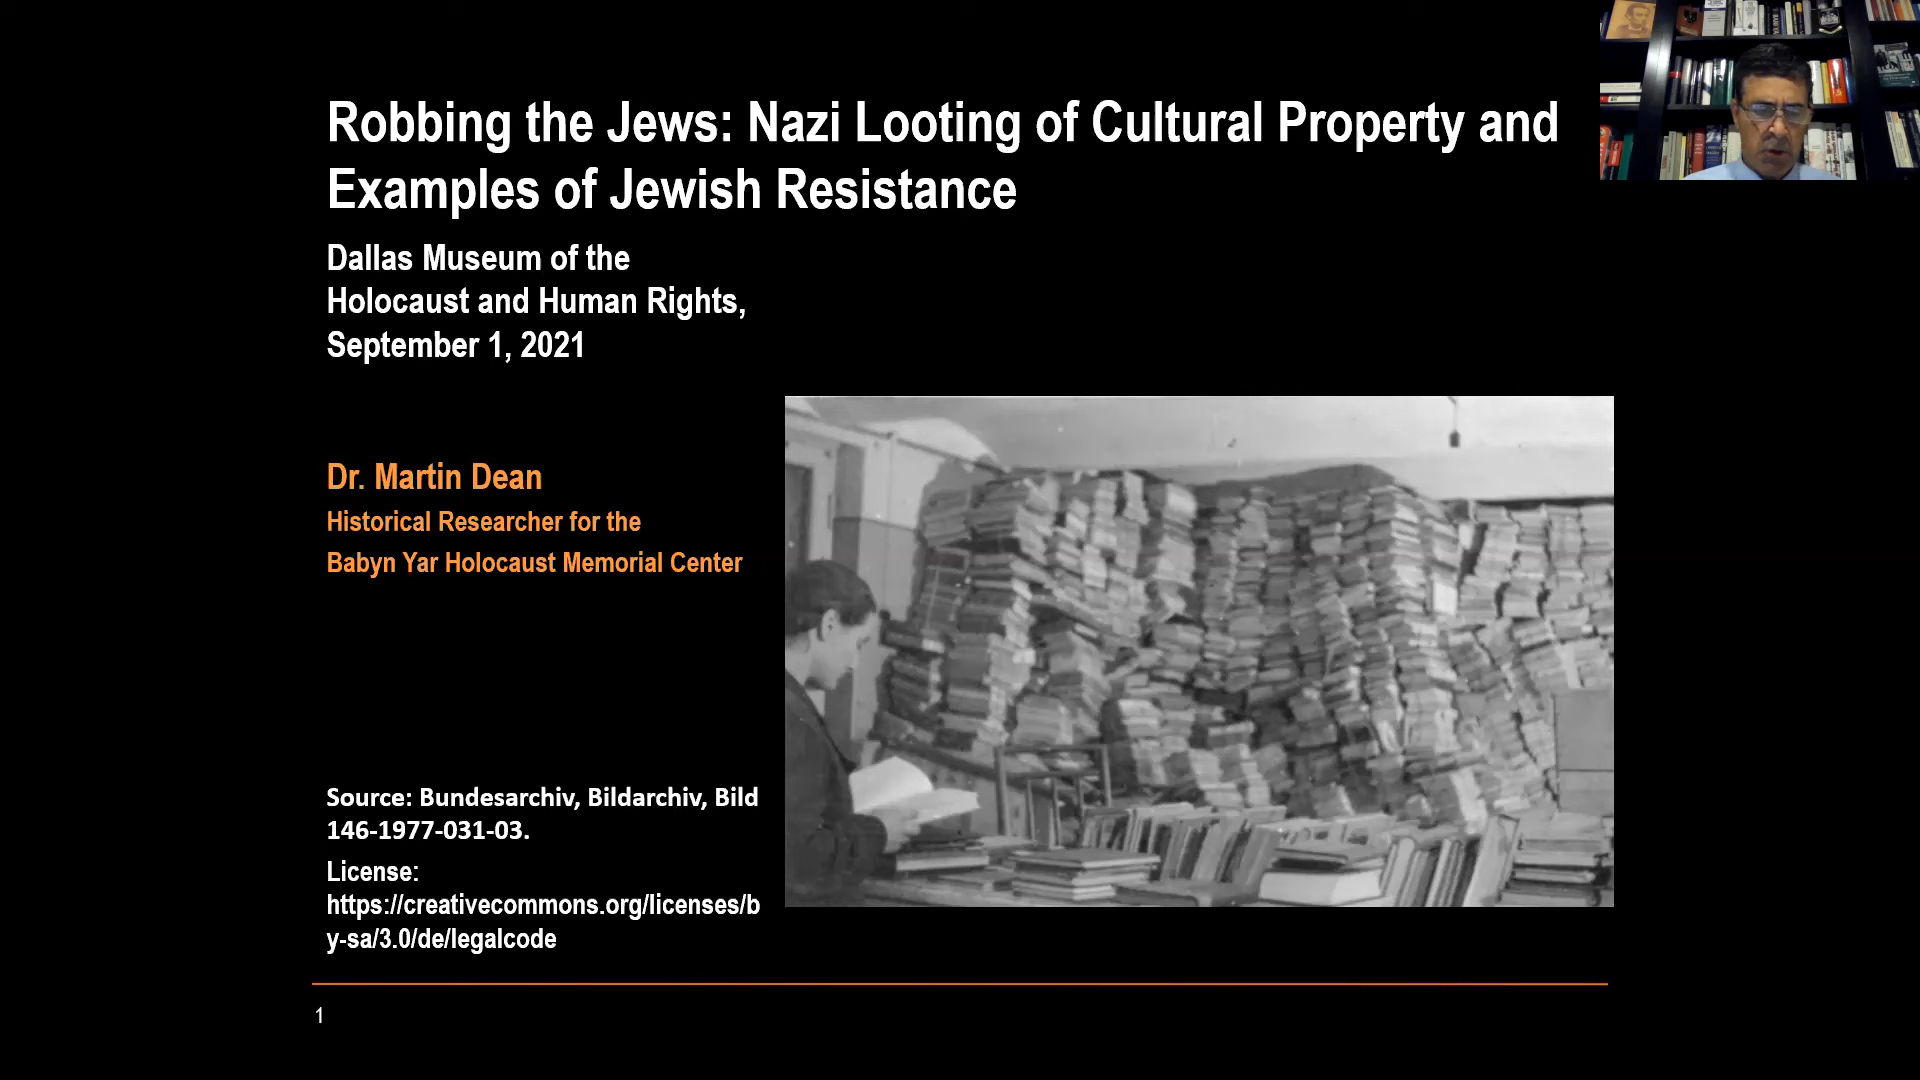 Robbing the Jews: Nazi Looting of Cultural Property and
Examples of Jewish Resistance
Dallas Museum of the
Holocaust and Human Rights,
September 1, 2021
Dr. Martin Dean
Historical Researcher for the
Babyn Yar Holocaust Memorial Center
Source: Bundesarchiv, Bildarchiv, Bild
146-1977-031-03.
License:
https://creativecommons.org/licenses/b
y-sa/3.0/de/legalcode
1